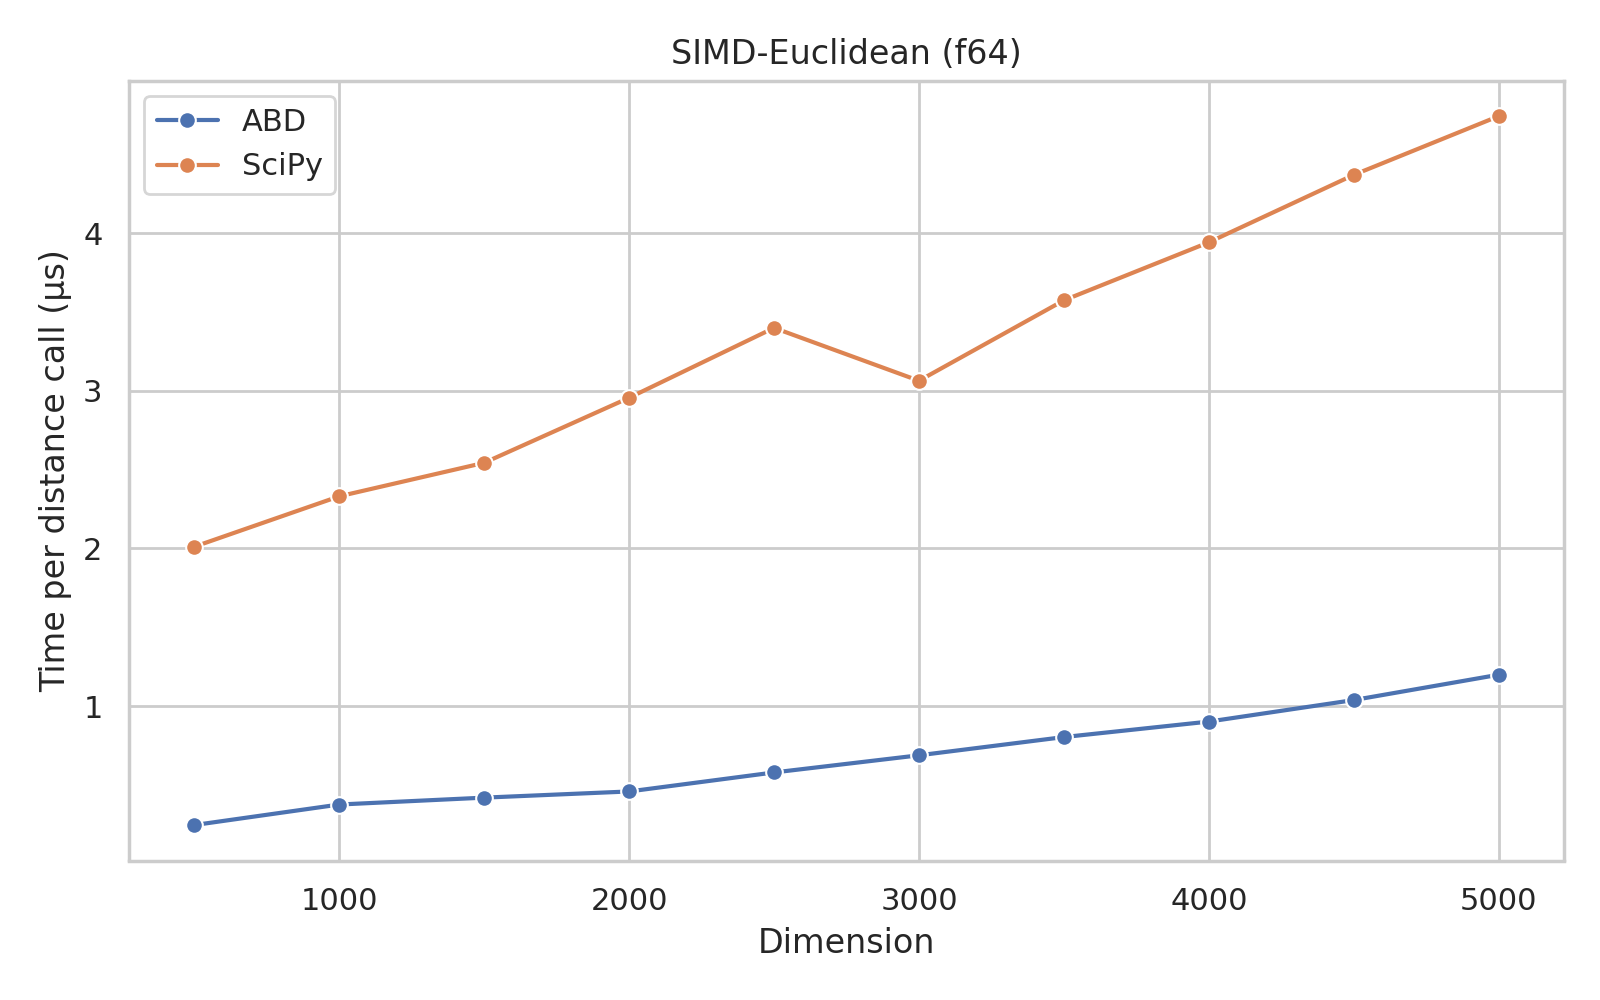 SIMD-Euclidean (f64)
ABD
SciPy
Time per distance call (µs)
4
3
2
1
1000 2000 3000 4000 5000
Dimension